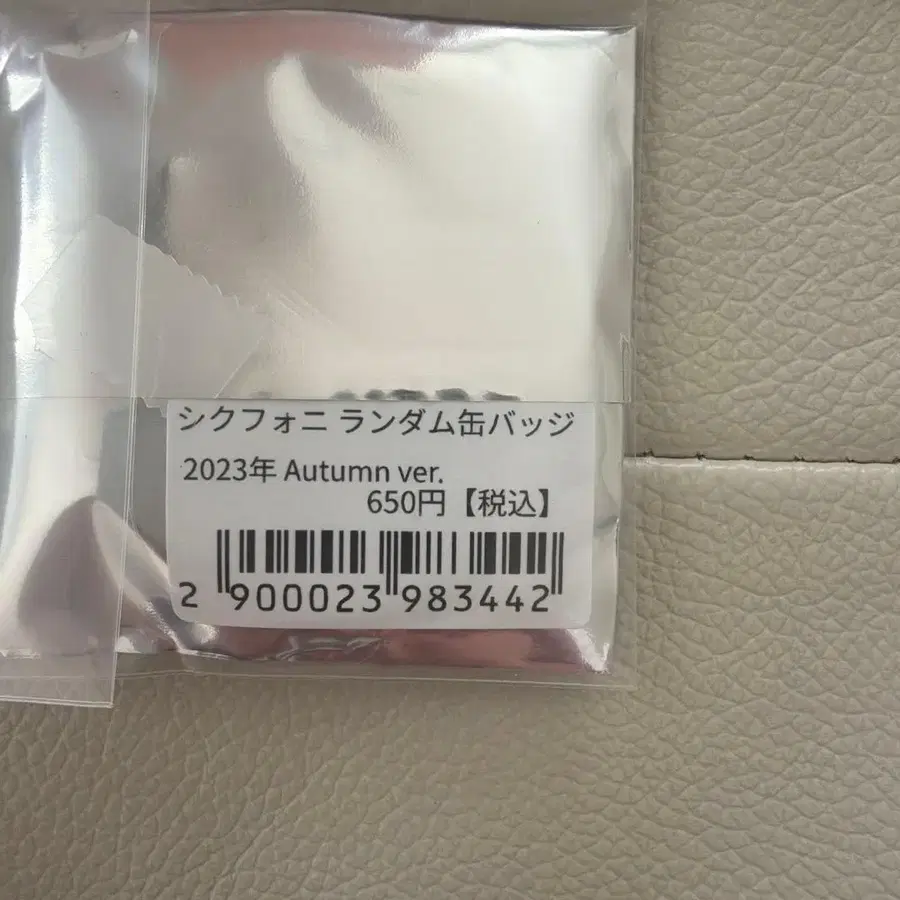 シクフォニ ランダム缶バッジ
2023年 Autumn ver.
650円【税込】
2 900023 983442